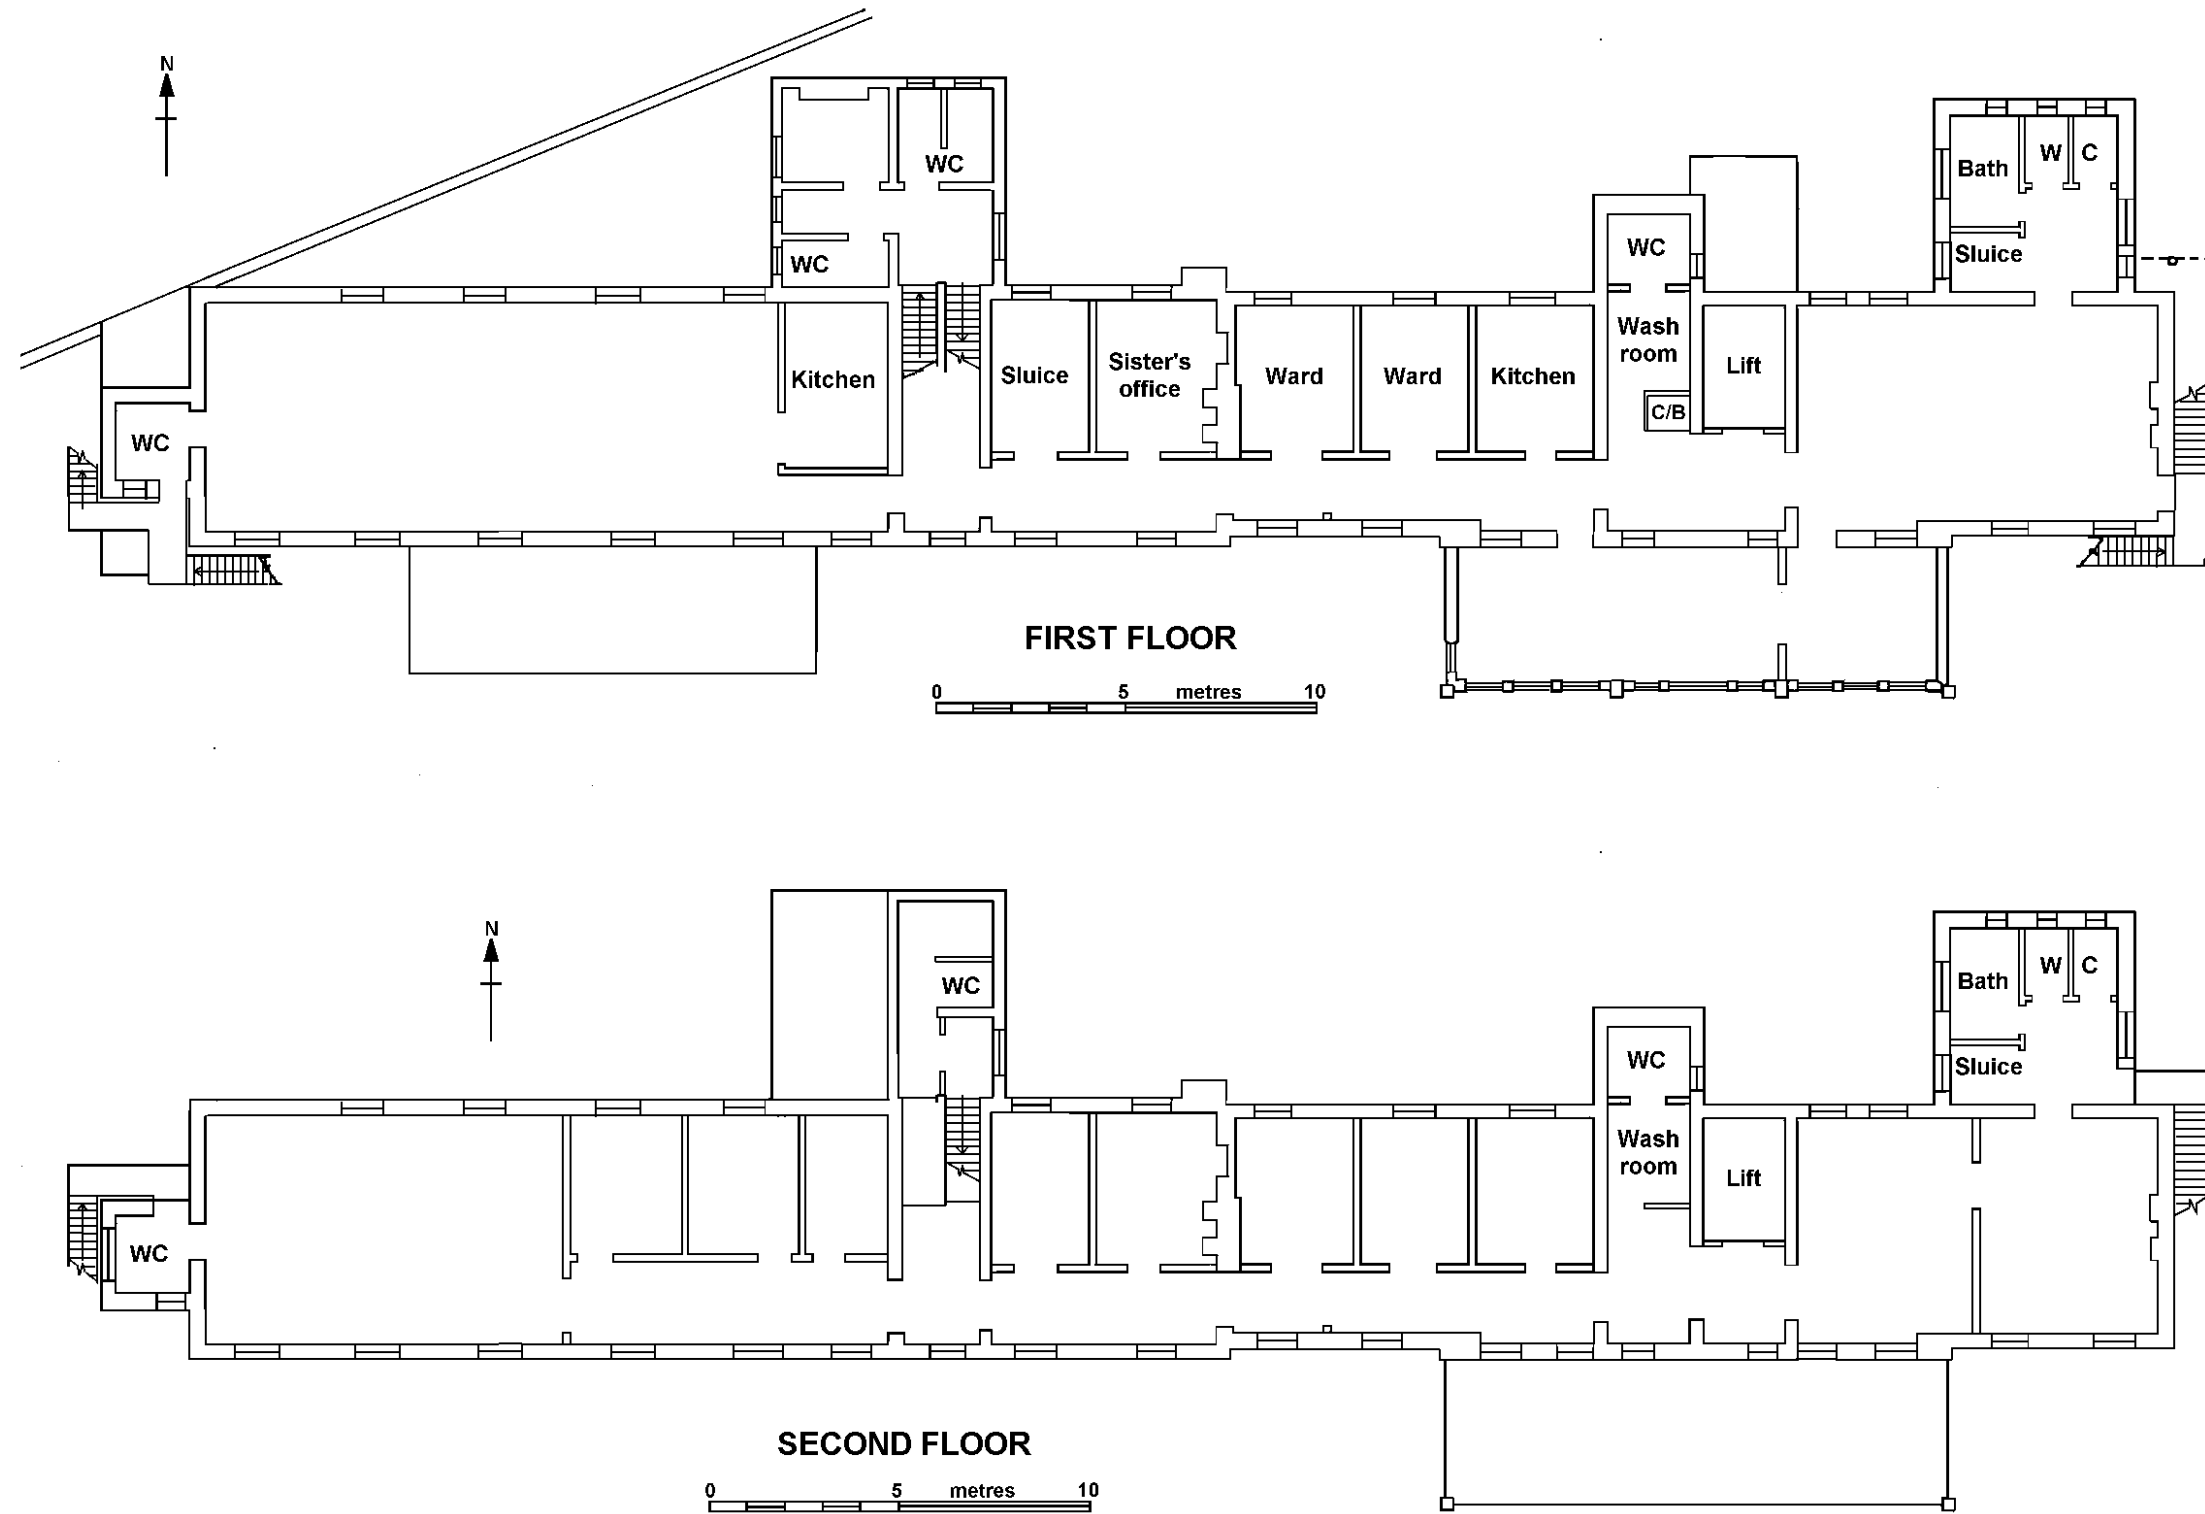 N
WC
Bath
W C
WC
Sluice
WC
Wash
room
Kitchen
Sluice
Sister's
office
Ward
Ward
Kitchen
Lift
C/B
WC
FIRST FLOOR
0 5 metres 10
N
WC
Bath
W C
WC
Sluice
Wash
room
Lift
WC
SECOND FLOOR
0 5 metres 10